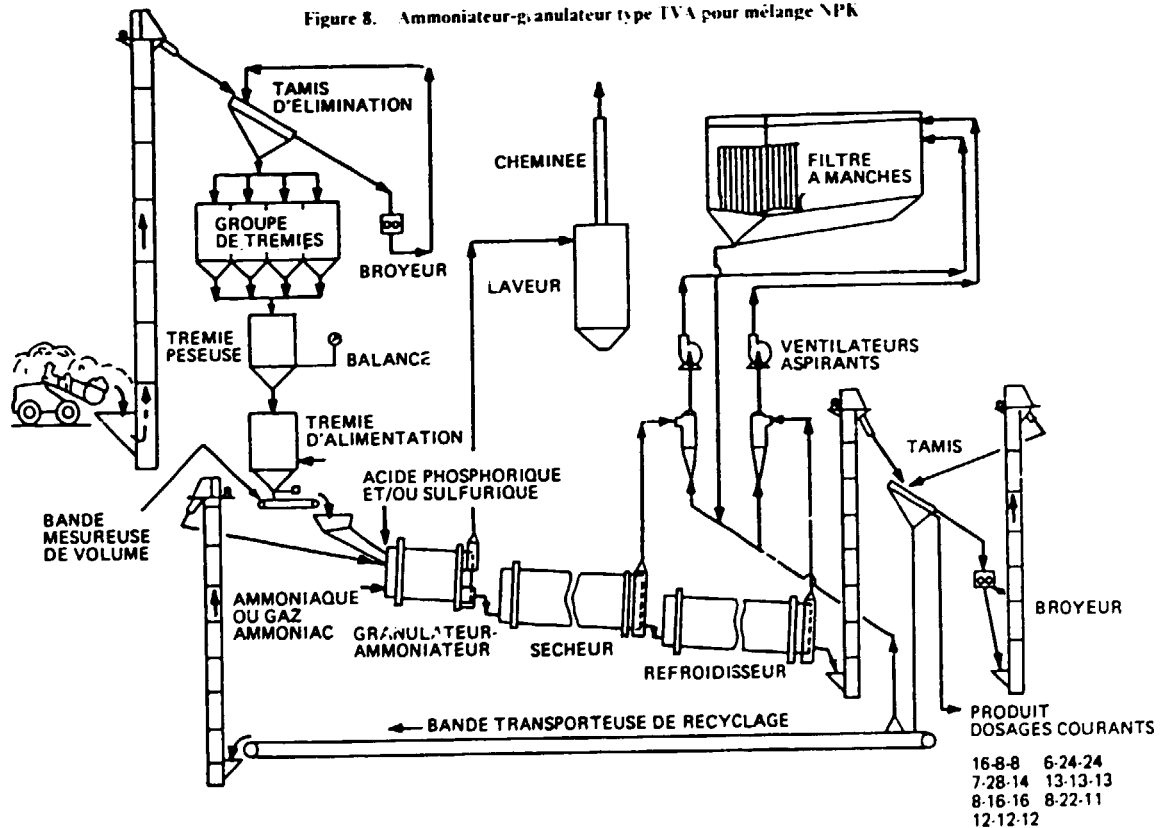 Figure 8. Ammoniateur-granulateur type TVA pour mélange NPK
TAMIS
D'ELIMINATION
GROUPE
DE TREMIES
BROYEUR
CHEMINEE
LAVEUR
FILTRE
A MANCHES
TREMIE
PESEUSE
BALANCE
VENTILATEURS
ASPIRANTS
TREMIE
D'ALIMENTATION
TAMIS
ACIDE PHOSPHORIQUE
ET/OU SULFURIQUE
BANDE
MESUREUSE
DE VOLUME
AMMONIAQUE
OU GAZ
AMMONIAC
GRANULATEUR-
AMMONIATEUR
SECHEUR
REFROIDISSEUR
BROYEUR
BANDE TRANSPORTEUSE DE RECYCLAGE
PRODUIT
DOSAGES COURANTS
16-8-8 6-24-24
7-28-14 13-13-13
8-16-16 8-22-11
12-12-12